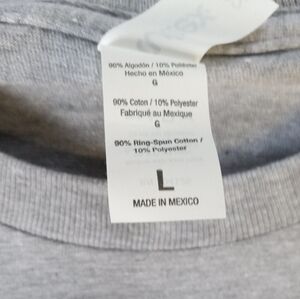 90% Algodón / 10% Poliéster
Hecho en México
G
90% Coton / 10% Polyester
Fabriqué au Mexique
G
90% Ring-Spun Cotton /
10% Polyester
L
MADE IN MEXICO